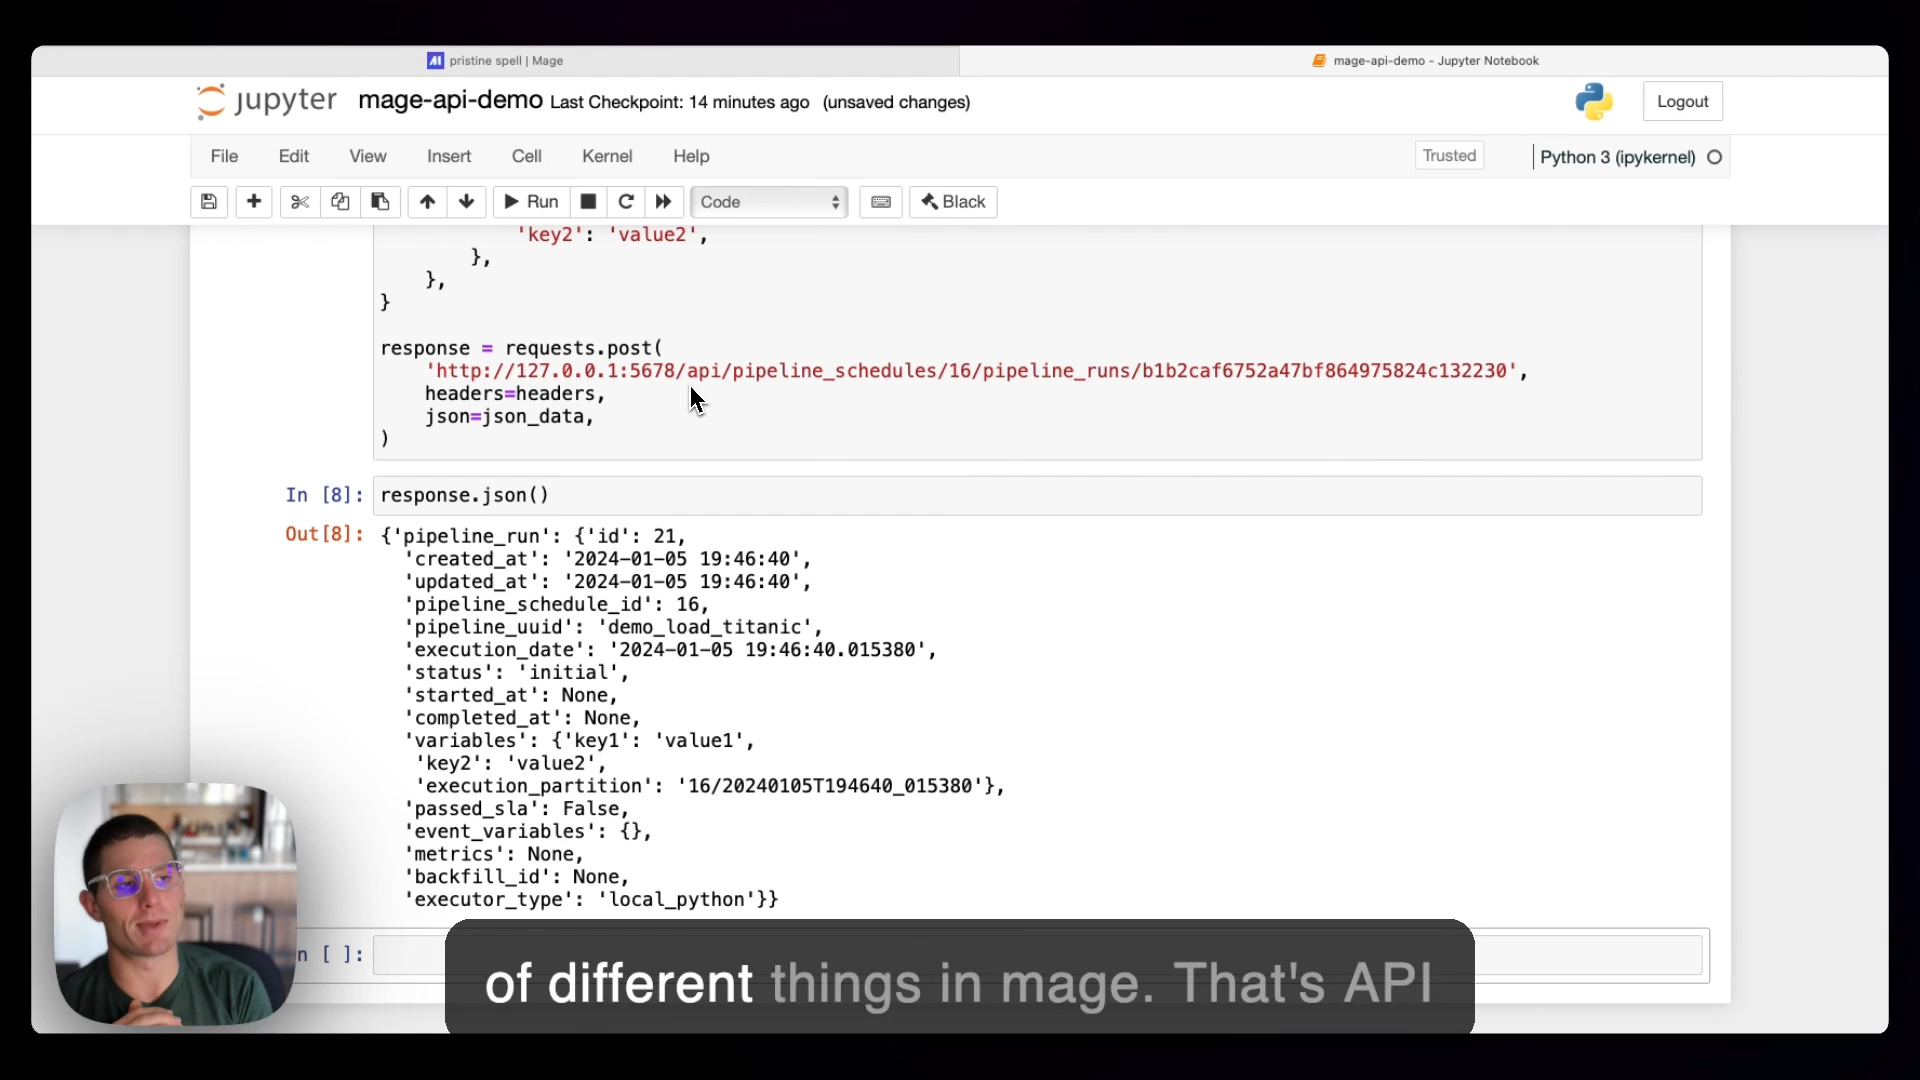 pristine spell | Mage
mage-api-demo - Jupyter Notebook
jupyter mage-api-demo Last Checkpoint: 14 minutes ago (unsaved changes)
Logout
File Edit View Insert Cell Kernel Help
Trusted Python 3 (ipykernel)
Run Code Black
'key2': 'value2',
},
},
}
response = requests.post(
'http://127.0.0.1:5678/api/pipeline_schedules/16/pipeline_runs/b1b2caf6752a47bf864975824c132230',
headers=headers,
json=json_data,
)
In [8]: response.json()
Out[8]: {'pipeline_run': {'id': 21,
'created_at': '2024-01-05 19:46:40',
'updated_at': '2024-01-05 19:46:40',
'pipeline_schedule_id': 16,
'pipeline_uuid': 'demo_load_titanic',
'execution_date': '2024-01-05 19:46:40.015380',
'status': 'initial',
'started_at': None,
'completed_at': None,
'variables': {'key1': 'value1',
'key2': 'value2',
'execution_partition': '16/20240105T194640_015380'},
'passed_sla': False,
'event_variables': {},
'metrics': None,
'backfill_id': None,
'executor_type': 'local_python'}}
n [ ]:
of different things in mage. That's API